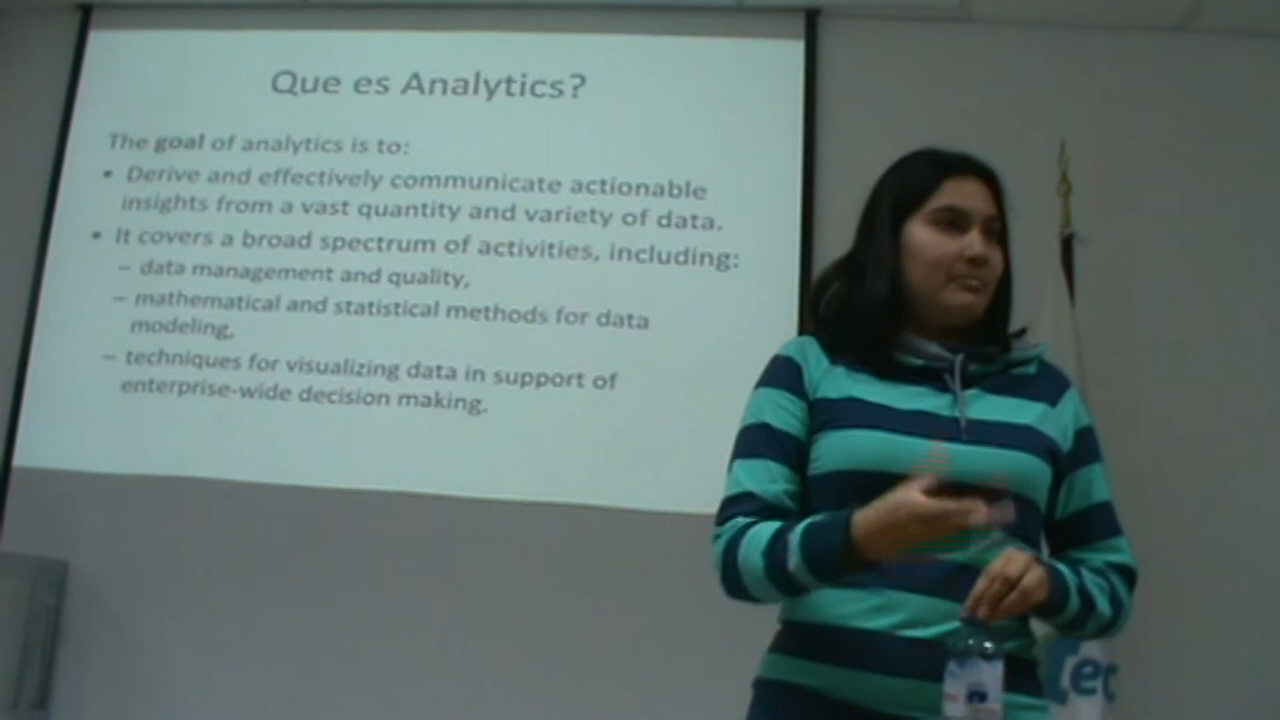 Que es Analytics?
The goal of analytics is to:
• Derive and effectively communicate actionable
insights from a vast quantity and variety of data.
• It covers a broad spectrum of activities, including:
– data management and quality,
– mathematical and statistical methods for data
modeling,
– techniques for visualizing data in support of
enterprise-wide decision making.